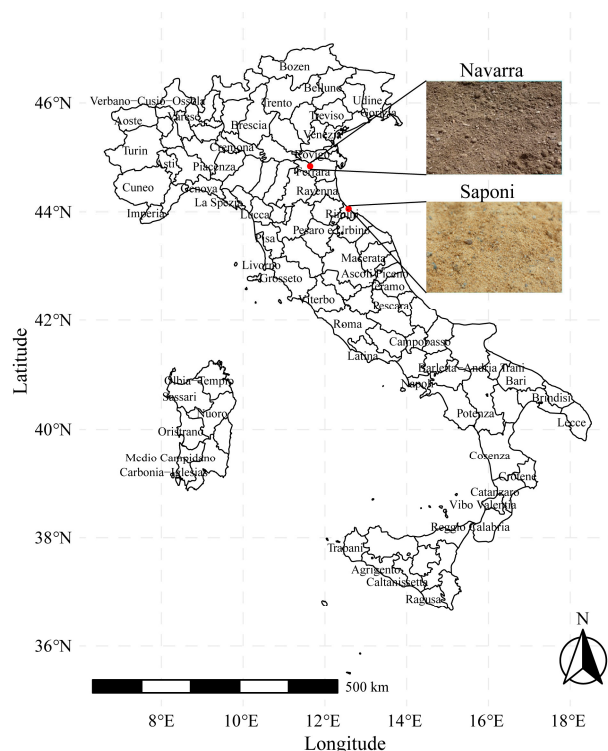 Navarra
Bozen
46°N
Belluno
Verbano-Cusio-Ossola
Trento
Udine
Gorizia
Aoste
Varese
Treviso
Brescia
Venezia
Turin
Cremona
Rovigo
Asti
Piacenza
Ferrara
Saponi
Cuneo
Genova
Ravenna
La Spezia
44°N
Imperia
Lucca
Rimini
Pisa
Pesaro e Urbino
Macerata
Livorno
Ascoli Piceno
Grosseto
Teramo
Viterbo
Pescara
42°N
Roma
Campobasso
Latina
Barletta-Andria Trani
Olbia-Tempio
Napoli
Bari
Sassari
Brindisi
Nuoro
Potenza
Lecce
40°N
Oristrano
Medio Campidano
Cosenza
Carbonia-Iglesias
Crotene
Catanzaro
Vibo Valentia
Reggio Calabria
38°N
Trapani
Agrigento
Caltanissetta
Ragusa
36°N
N
500 km
8°E
10°E
12°E
14°E
16°E
18°E
Longitude
Latitude